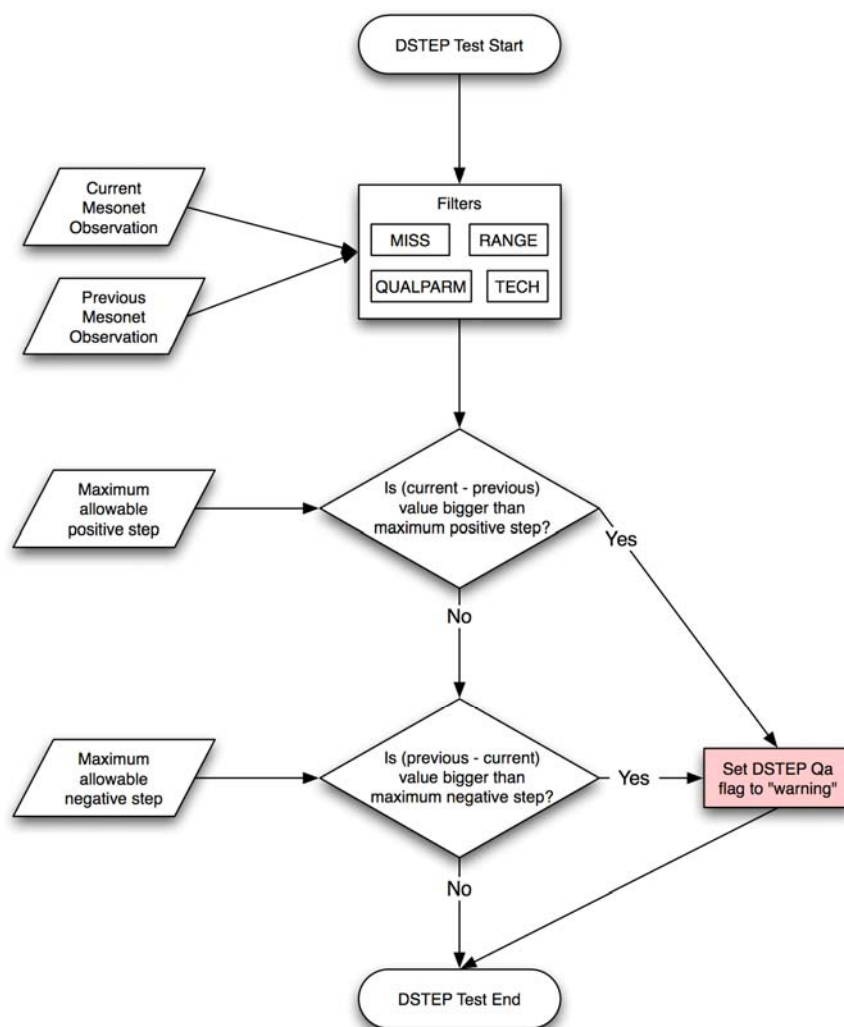 DSTEP Test Start
Current
Mesonet
Observation
Previous
Mesonet
Observation
Filters
MISS
RANGE
QUALPARM
TECH
Maximum
allowable
positive step
Is (current - previous)
value bigger than
maximum positive step?
Yes
No
Maximum
allowable
negative step
Is (previous - current)
value bigger than
maximum negative step?
Yes
Set DSTEP Qa
flag to "warning"
No
DSTEP Test End